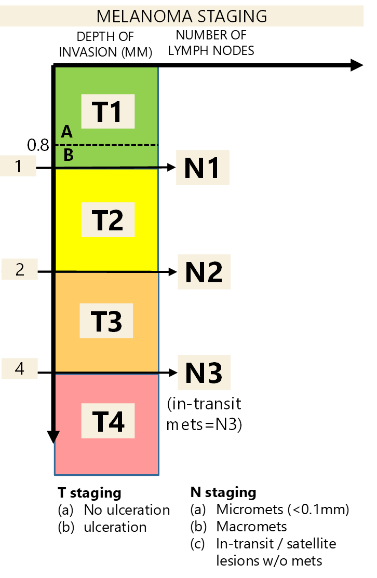 MELANOMA STAGING
DEPTH OF
INVASION (MM)
NUMBER OF
LYMPH NODES
T1
A
0.8
B
1
N1
T2
2
N2
T3
4
N3
(in-transit
mets=N3)
T4
T staging
(a) No ulceration
(b) ulceration
N staging
(a) Micromets (<0.1mm)
(b) Macromets
(c) In-transit / satellite
lesions w/o mets